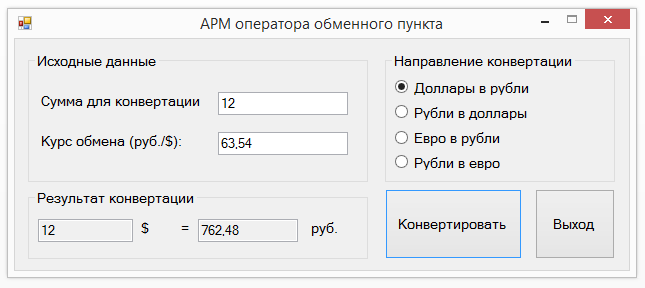 АРМ оператора обменного пункта
Исходные данные
Сумма для конвертации 12
Курс обмена (руб./$): 63,54
Направление конвертации
Доллары в рубли
Рубли в доллары
Евро в рубли
Рубли в евро
Результат конвертации
12 $ = 762,48 руб.
Конвертировать
Выход